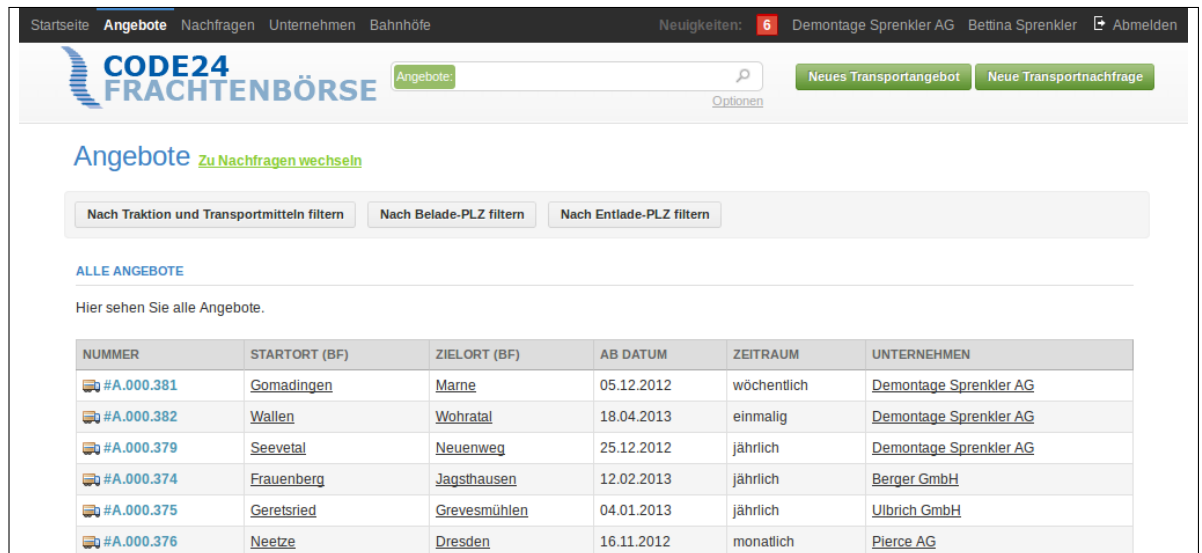 Startseite Angebote Nachfragen Unternehmen Bahnhöfe Neuigkeiten: 6 Demontage Sprenkler AG Bettina Sprenkler Abmelden
CODE24
FRACHTENBÖRSE
Angebote:
Optionen
Neues Transportangebot Neue Transportnachfrage
Angebote Zu Nachfragen wechseln
Nach Traktion und Transportmitteln filtern Nach Belade-PLZ filtern Nach Entlade-PLZ filtern
ALLE ANGEBOTE
Hier sehen Sie alle Angebote.
NUMMER STARTORT (BF) ZIELORT (BF) AB DATUM ZEITRAUM UNTERNEHMEN
#A.000.381 Gomadingen Marne 05.12.2012 wöchentlich Demontage Sprenkler AG
#A.000.382 Wallen Wohratal 18.04.2013 einmalig Demontage Sprenkler AG
#A.000.379 Seevetal Neuenweg 25.12.2012 jährlich Demontage Sprenkler AG
#A.000.374 Frauenberg Jagsthausen 12.02.2013 jährlich Berger GmbH
#A.000.375 Geretsried Grevesmühlen 04.01.2013 jährlich Ulbrich GmbH
#A.000.376 Neetze Dresden 16.11.2012 monatlich Pierce AG